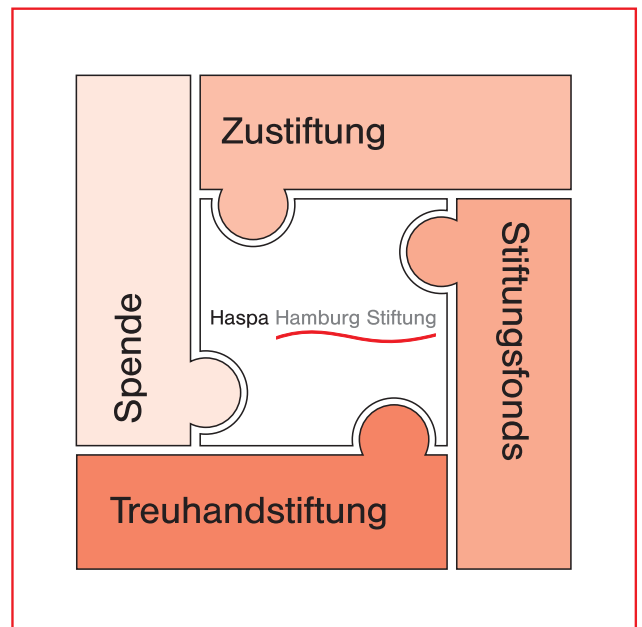 Zustiftung
Spende
Haspa Hamburg Stiftung
Stiftungsfonds
Treuhandstiftung